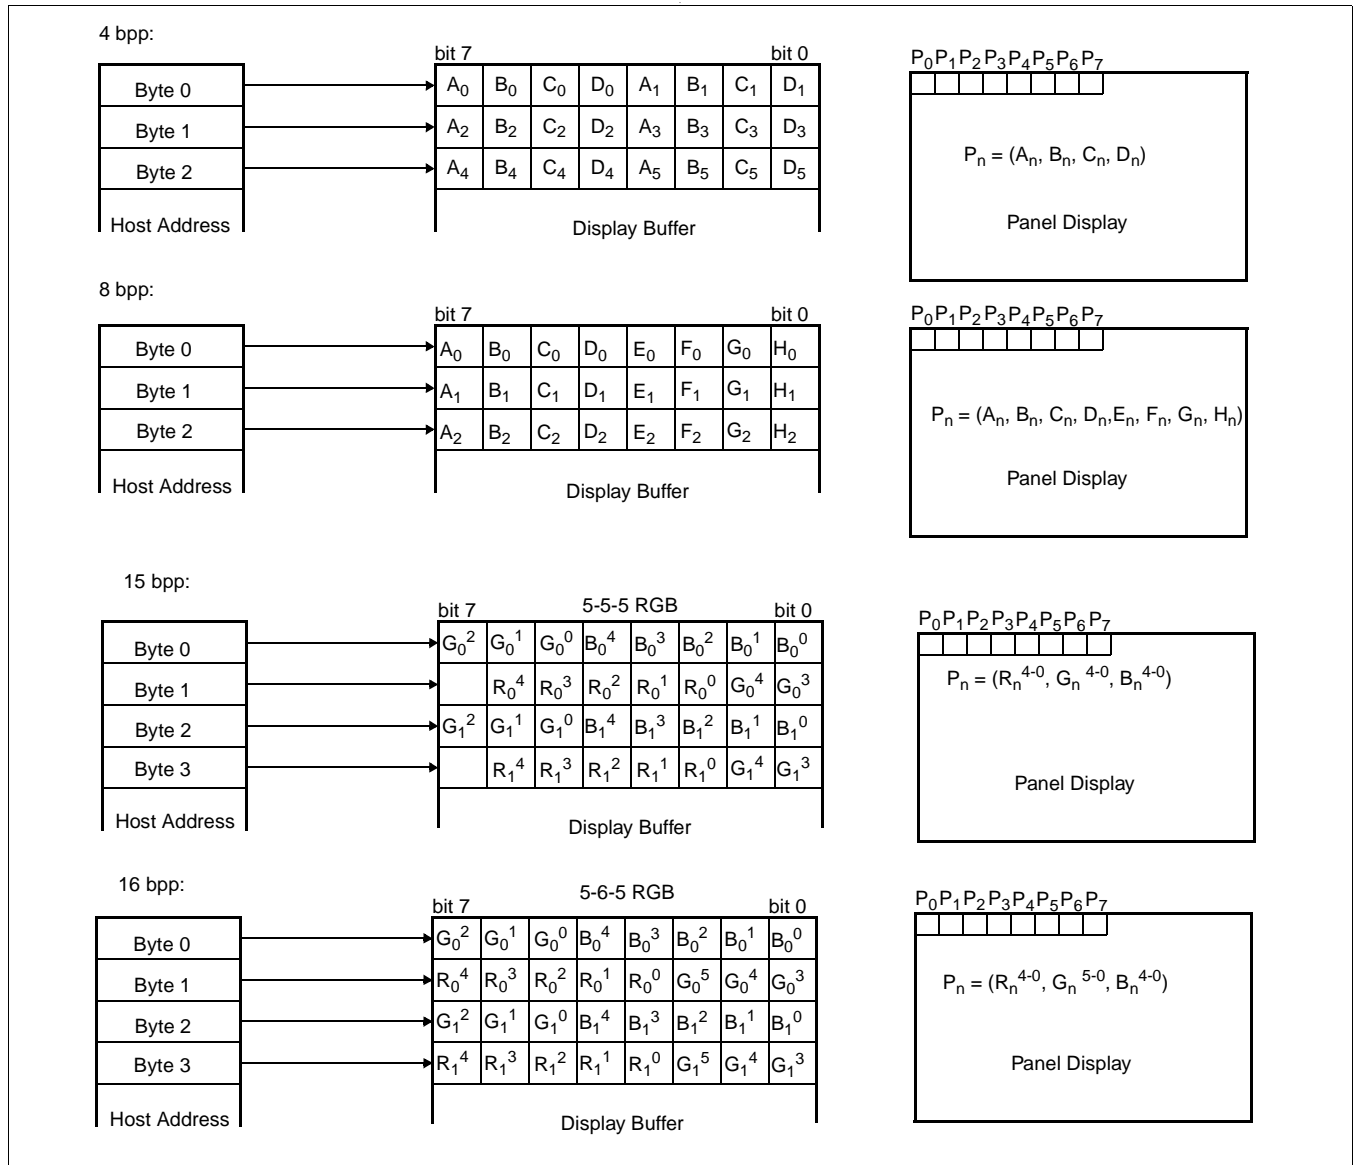 4 bpp:
bit 7 bit 0
P₀P₁P₂P₃P₄P₅P₆P₇
Byte 0 A₀ B₀ C₀ D₀ A₁ B₁ C₁ D₁
Byte 1 A₂ B₂ C₂ D₂ A₃ B₃ C₃ D₃
Byte 2 A₄ B₄ C₄ D₄ A₅ B₅ C₅ D₅
Pₙ = (Aₙ, Bₙ, Cₙ, Dₙ)
Host Address Display Buffer Panel Display
8 bpp:
bit 7 bit 0
P₀P₁P₂P₃P₄P₅P₆P₇
Byte 0 A₀ B₀ C₀ D₀ E₀ F₀ G₀ H₀
Byte 1 A₁ B₁ C₁ D₁ E₁ F₁ G₁ H₁
Byte 2 A₂ B₂ C₂ D₂ E₂ F₂ G₂ H₂
Pₙ = (Aₙ, Bₙ, Cₙ, Dₙ,Eₙ, Fₙ, Gₙ, Hₙ)
Host Address Display Buffer Panel Display
15 bpp:
bit 7 5-5-5 RGB bit 0
P₀P₁P₂P₃P₄P₅P₆P₇
Byte 0 G₀² G₀¹ G₀⁰ B₀⁴ B₀³ B₀² B₀¹ B₀⁰
Byte 1 R₀⁴ R₀³ R₀² R₀¹ R₀⁰ G₀⁴ G₀³
Byte 2 G₁² G₁¹ G₁⁰ B₁⁴ B₁³ B₁² B₁¹ B₁⁰
Byte 3 R₁⁴ R₁³ R₁² R₁¹ R₁⁰ G₁⁴ G₁³
Pₙ = (Rₙ⁴⁻⁰, Gₙ ⁴⁻⁰, Bₙ⁴⁻⁰)
Host Address Display Buffer Panel Display
16 bpp:
bit 7 5-6-5 RGB bit 0
P₀P₁P₂P₃P₄P₅P₆P₇
Byte 0 G₀² G₀¹ G₀⁰ B₀⁴ B₀³ B₀² B₀¹ B₀⁰
Byte 1 R₀⁴ R₀³ R₀² R₀¹ R₀⁰ G₀⁵ G₀⁴ G₀³
Byte 2 G₁² G₁¹ G₁⁰ B₁⁴ B₁³ B₁² B₁¹ B₁⁰
Byte 3 R₁⁴ R₁³ R₁² R₁¹ R₁⁰ G₁⁵ G₁⁴ G₁³
Pₙ = (Rₙ⁴⁻⁰, Gₙ ⁵⁻⁰, Bₙ⁴⁻⁰)
Host Address Display Buffer Panel Display